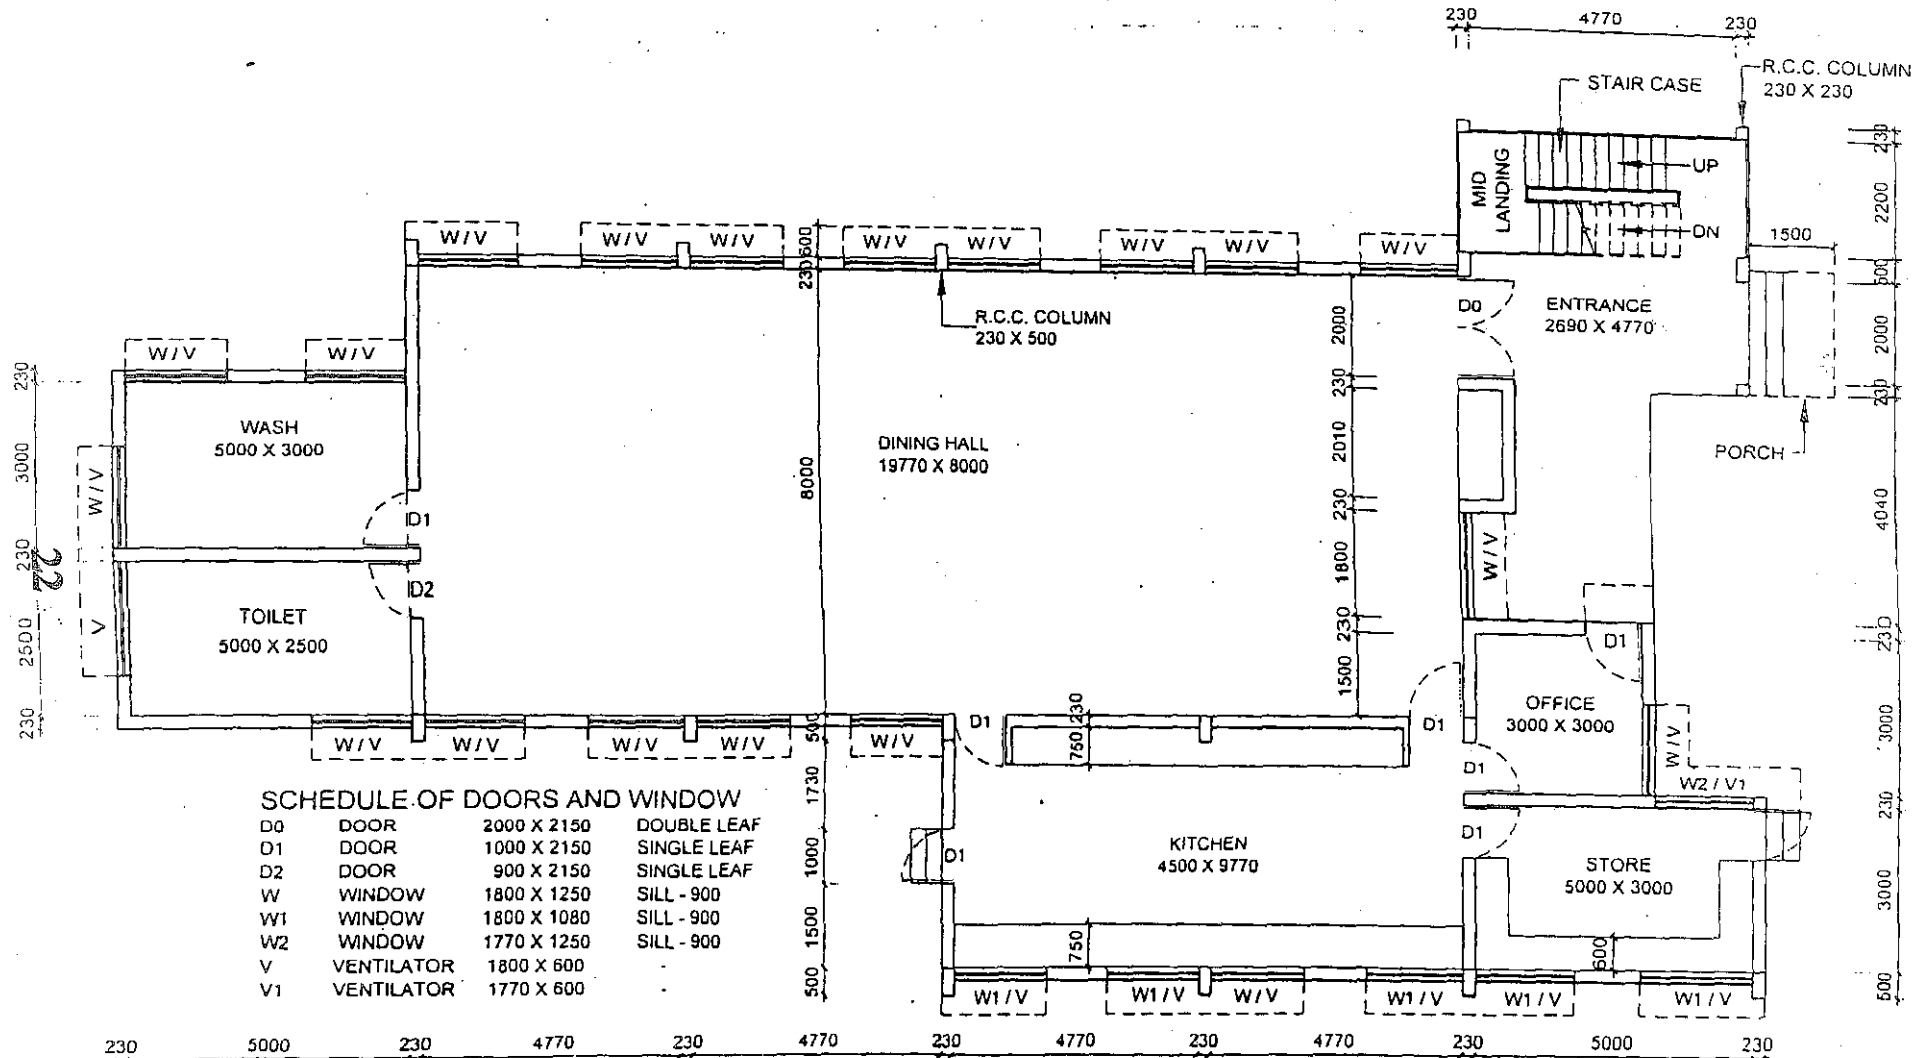 230 4770 230
R.C.C. COLUMN
230 X 230
STAIR CASE
MID
LANDING
UP
DN
230
2200
1500
500
2000
230
4040
230
3000
230
3000
500
W/V
W/V W/V
W/V W/V
W/V W/V
W/V
600
230
R.C.C. COLUMN
230 X 500
D0
ENTRANCE
2690 X 4770
PORCH
W/V W/V
230
3000
230
2500
230
22
WASH
5000 X 3000
W/V
V
D1
D2
TOILET
5000 X 2500
DINING HALL
19770 X 8000
8000
2000
230
2010
230
1800
230
1500
W/V
D1
OFFICE
3000 X 3000
W/V
W2 / V1
D1
D1
230
750
D1
D1
W/V W/V
W/V W/V
W/V
500
1730
1000
1500
500
D1
KITCHEN
4500 X 9770
D1
STORE
5000 X 3000
750
600
W1 / V
W1 / V
W/V
W1 / V
W1 / V
W1 / V
SCHEDULE OF DOORS AND WINDOW
D0 DOOR 2000 X 2150 DOUBLE LEAF
D1 DOOR 1000 X 2150 SINGLE LEAF
D2 DOOR 900 X 2150 SINGLE LEAF
W WINDOW 1800 X 1250 SILL - 900
W1 WINDOW 1800 X 1080 SILL - 900
W2 WINDOW 1770 X 1250 SILL - 900
V VENTILATOR 1800 X 600
V1 VENTILATOR 1770 X 600
230 5000 230 4770 230 4770 230 4770 230 4770 230 5000 230